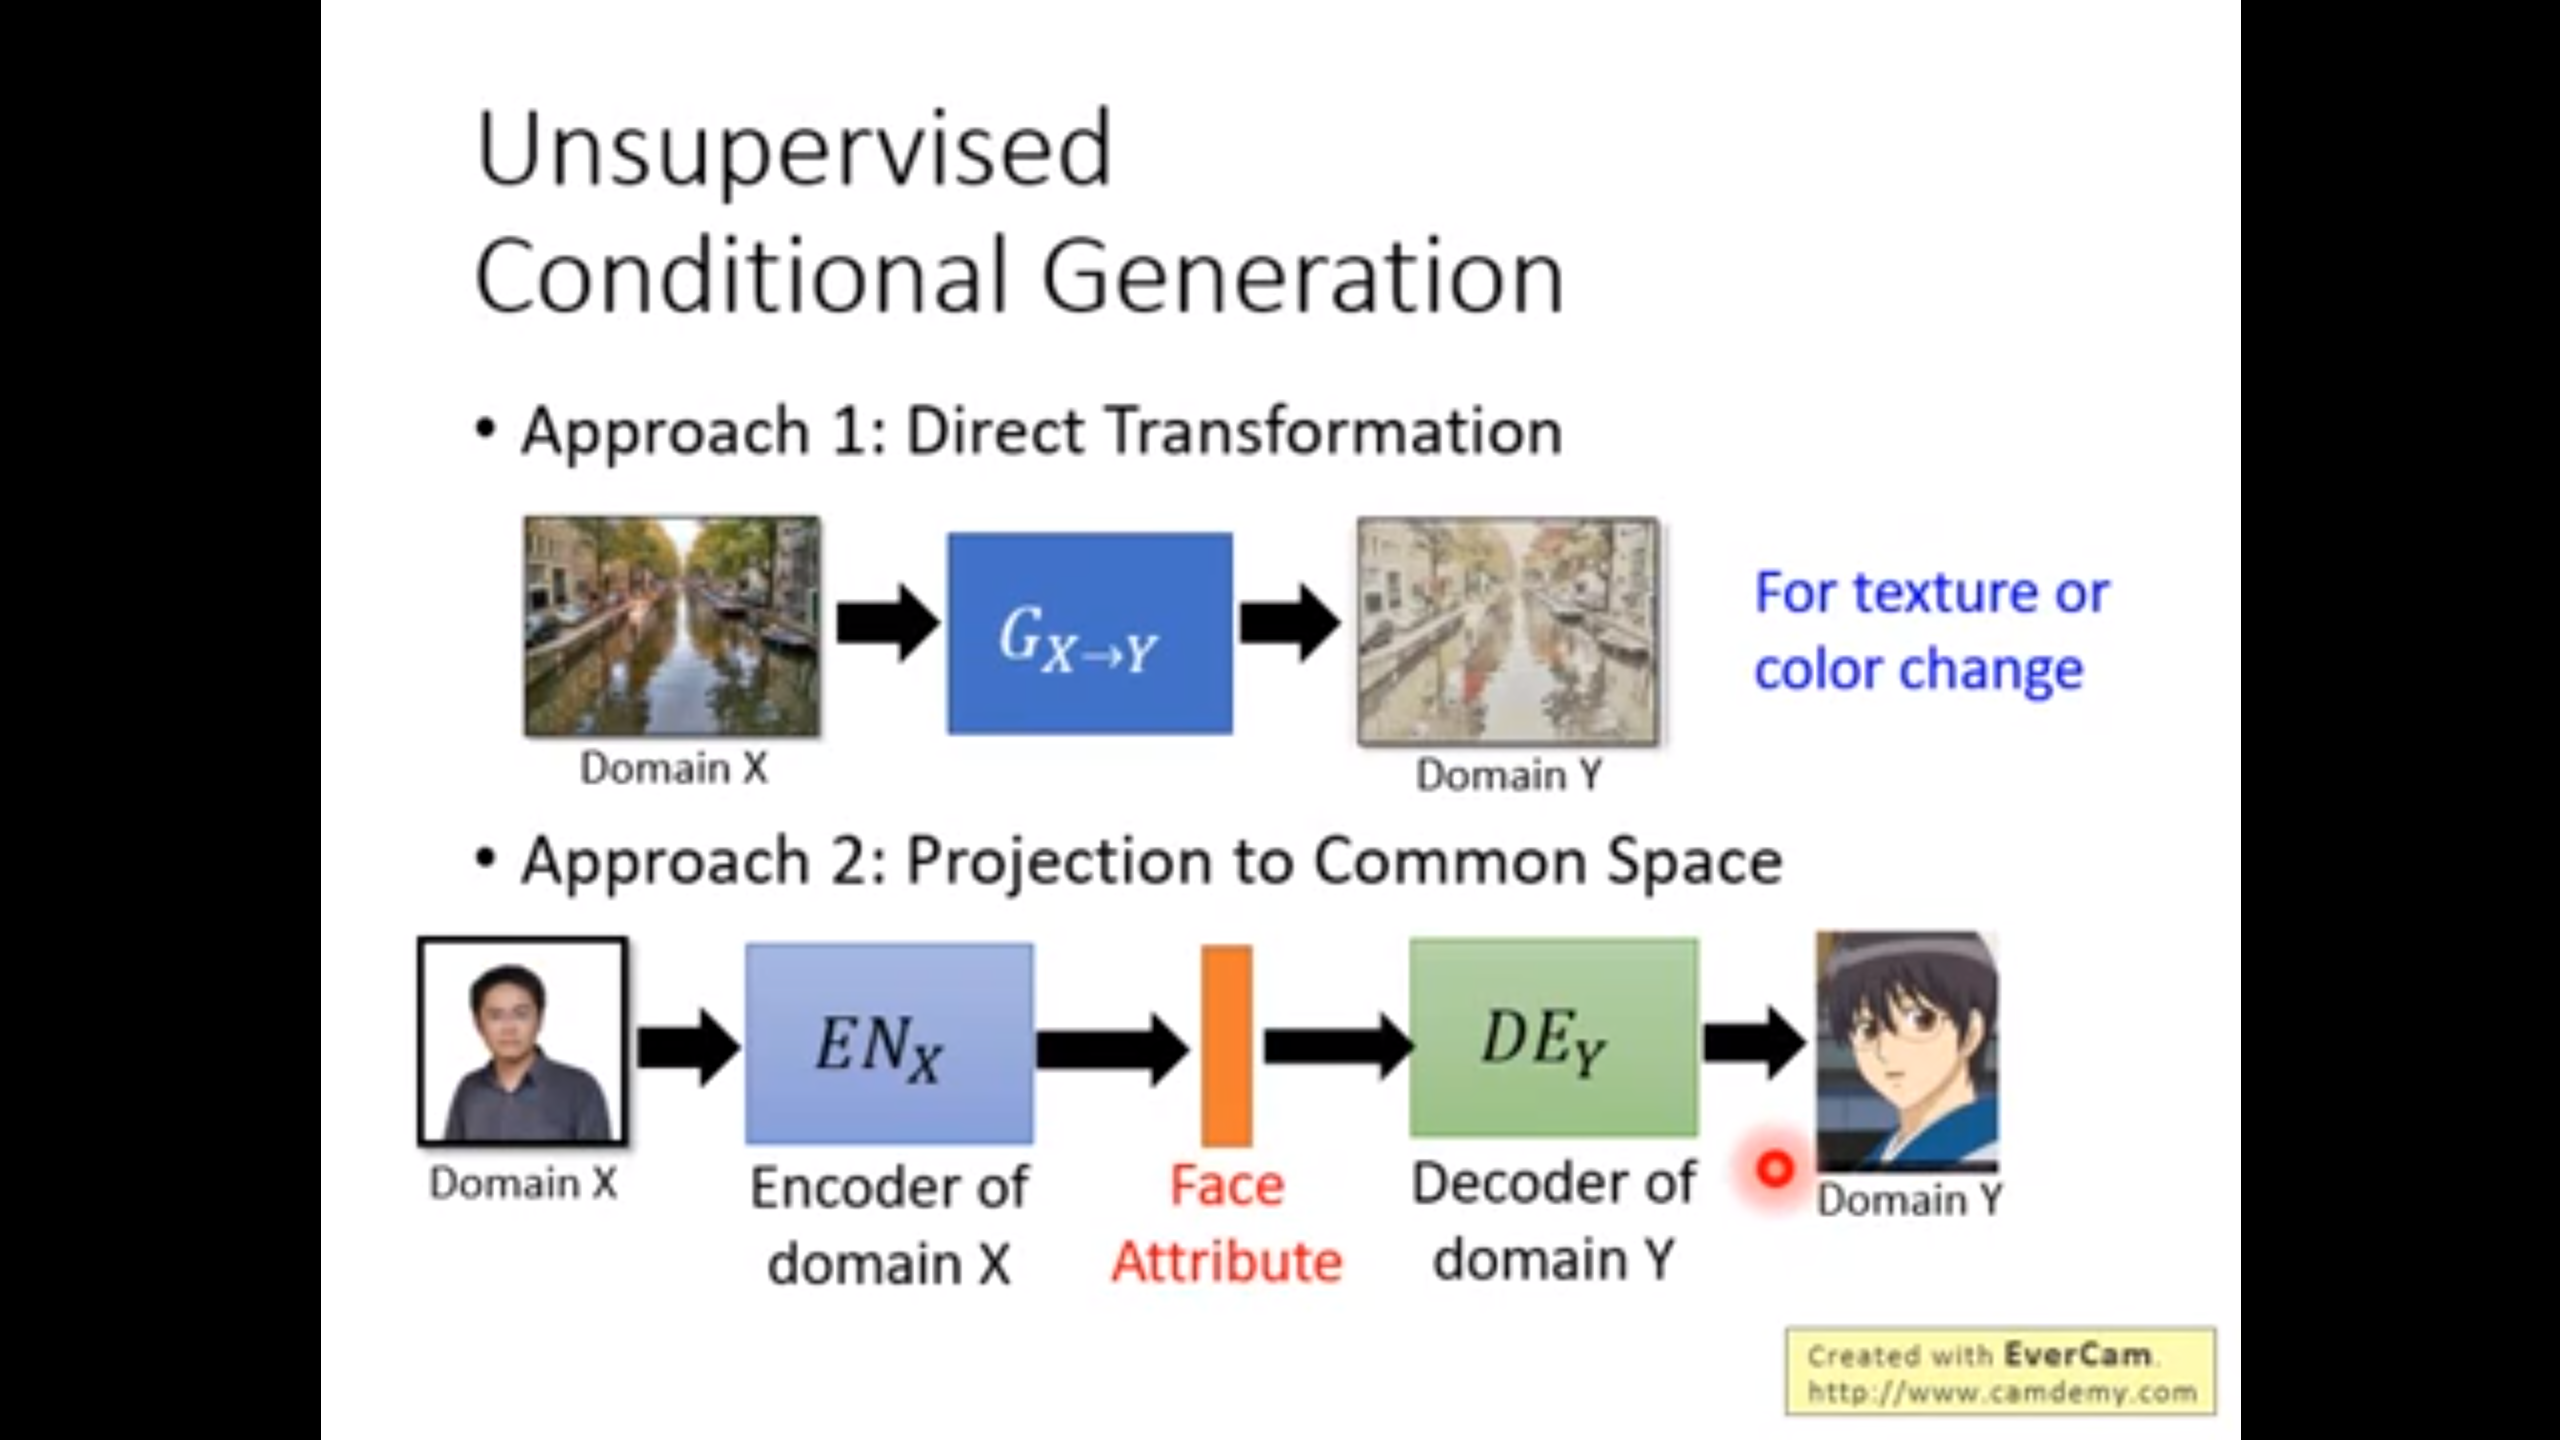 Unsupervised
Conditional Generation
• Approach 1: Direct Transformation
G_{X→Y}
For texture or
color change
Domain X
Domain Y
• Approach 2: Projection to Common Space
EN_X
DE_Y
Domain X
Encoder of
domain X
Face
Attribute
Decoder of
domain Y
Domain Y
Created with EverCam.
http://www.camdemy.com